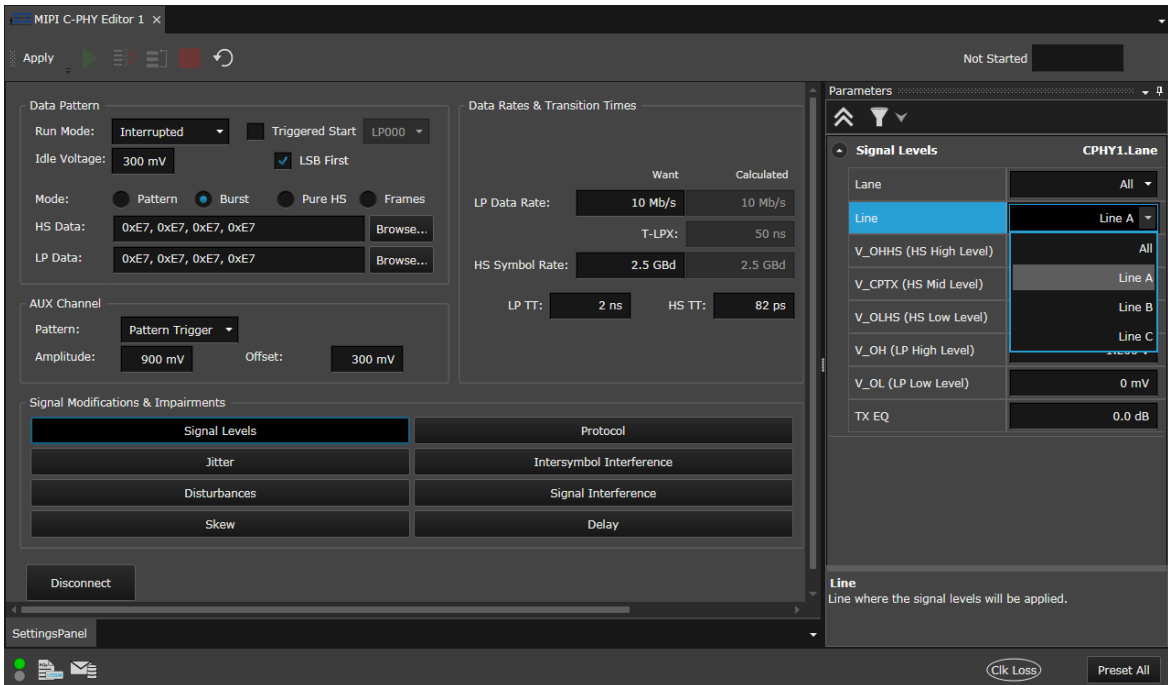 MIPI C-PHY Editor 1 ×
Apply
Not Started
Data Pattern
Run Mode: Interrupted Triggered Start LP000
Idle Voltage: 300 mV LSB First
Mode: Pattern Burst Pure HS Frames
HS Data: 0xE7, 0xE7, 0xE7, 0xE7 Browse...
LP Data: 0xE7, 0xE7, 0xE7, 0xE7 Browse...
AUX Channel
Pattern: Pattern Trigger
Amplitude: 900 mV Offset: 300 mV
Data Rates & Transition Times
Want Calculated
LP Data Rate: 10 Mb/s 10 Mb/s
T-LPX: 50 ns
HS Symbol Rate: 2.5 GBd 2.5 GBd
LP TT: 2 ns HS TT: 82 ps
Signal Modifications & Impairments
Signal Levels Protocol
Jitter Intersymbol Interference
Disturbances Signal Interference
Skew Delay
Disconnect
SettingsPanel
Parameters
Signal Levels CPHY1.Lane
Lane All
Line Line A
All
Line A
Line B
Line C
V_OHHS (HS High Level)
V_CPTX (HS Mid Level)
V_OLHS (HS Low Level)
V_OH (LP High Level)
V_OL (LP Low Level) 0 mV
TX EQ 0.0 dB
Line
Line where the signal levels will be applied.
Clk Loss
Preset All